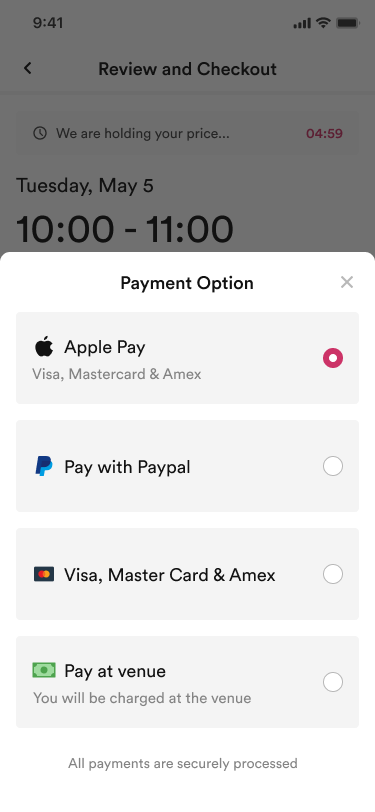 9:41
Review and Checkout
We are holding your price... 04:59
Tuesday, May 5
10:00 - 11:00
Payment Option
Apple Pay
Visa, Mastercard & Amex
Pay with Paypal
Visa, Master Card & Amex
Pay at venue
You will be charged at the venue
All payments are securely processed